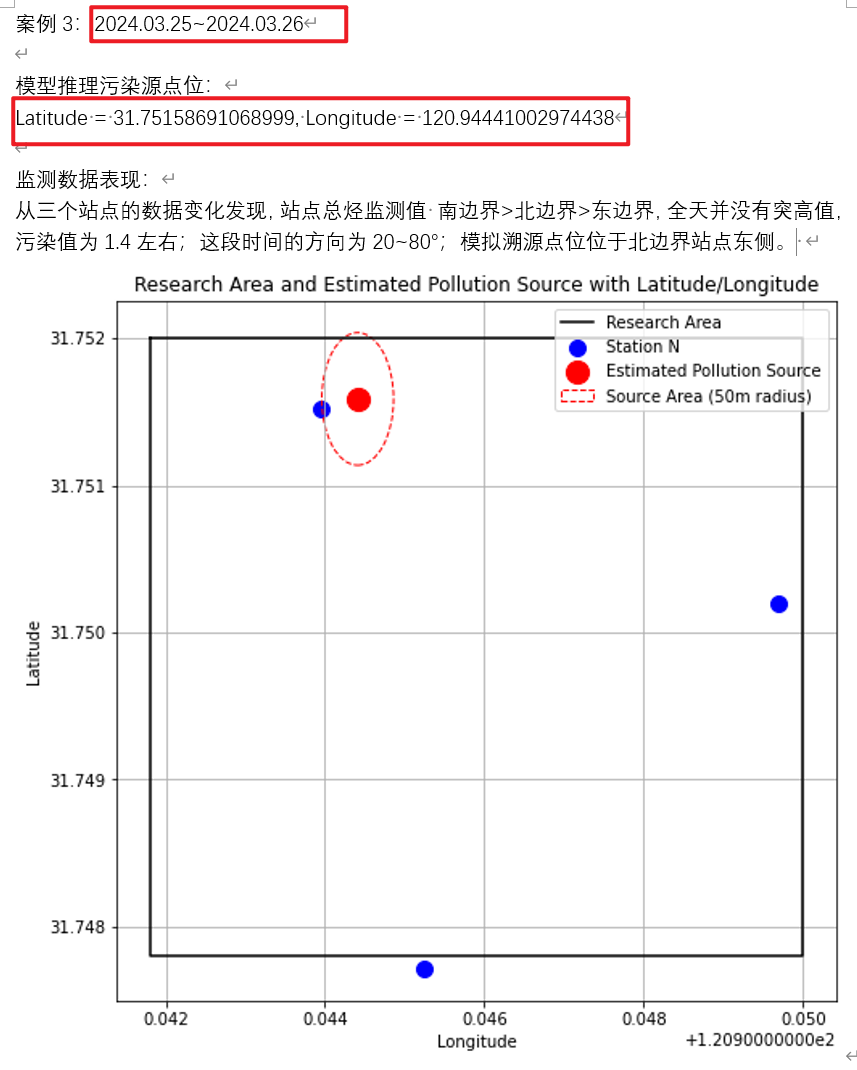 案例 3：2024.03.25~2024.03.26
模型推理污染源点位：
Latitude = 31.75158691068999, Longitude = 120.94441002974438
监测数据表现：
从三个站点的数据变化发现, 站点总烃监测值 南边界>北边界>东边界, 全天并没有突高值,
污染值为 1.4 左右；这段时间的方向为 20~80°；模拟溯源点位位于北边界站点东侧。
Research Area and Estimated Pollution Source with Latitude/Longitude
Research Area
Station N
Estimated Pollution Source
Source Area (50m radius)
31.752
31.751
31.750
31.749
31.748
Latitude
0.042
0.044
0.046
0.048
0.050
Longitude
+1.2090000000e2